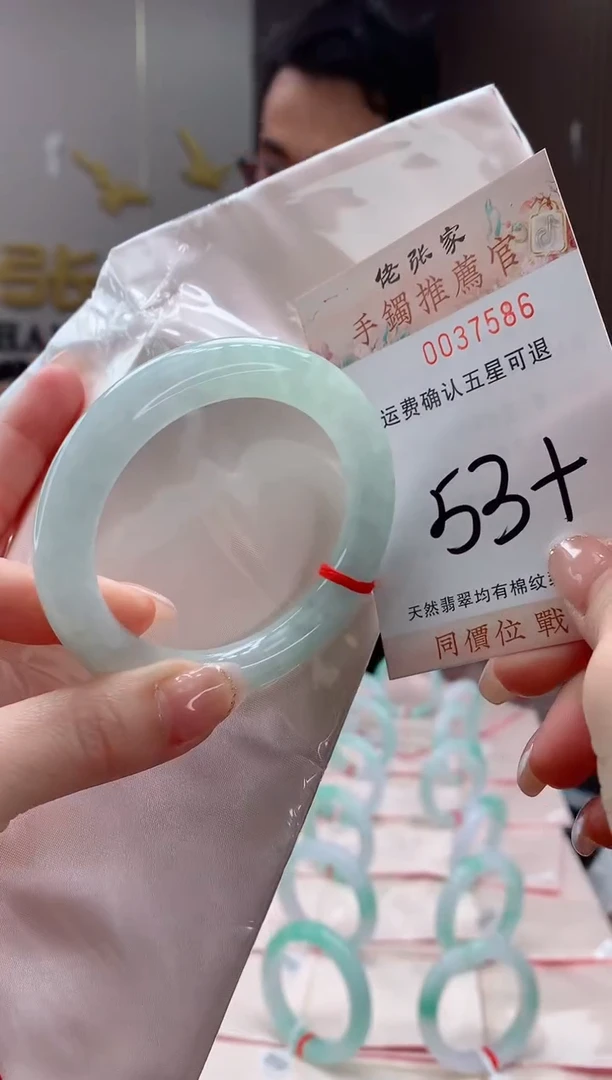 佬张家
手鐲推薦官
0037586
运费确认五星可退
53+
天然翡翠均有棉纹
同價位 戰
张